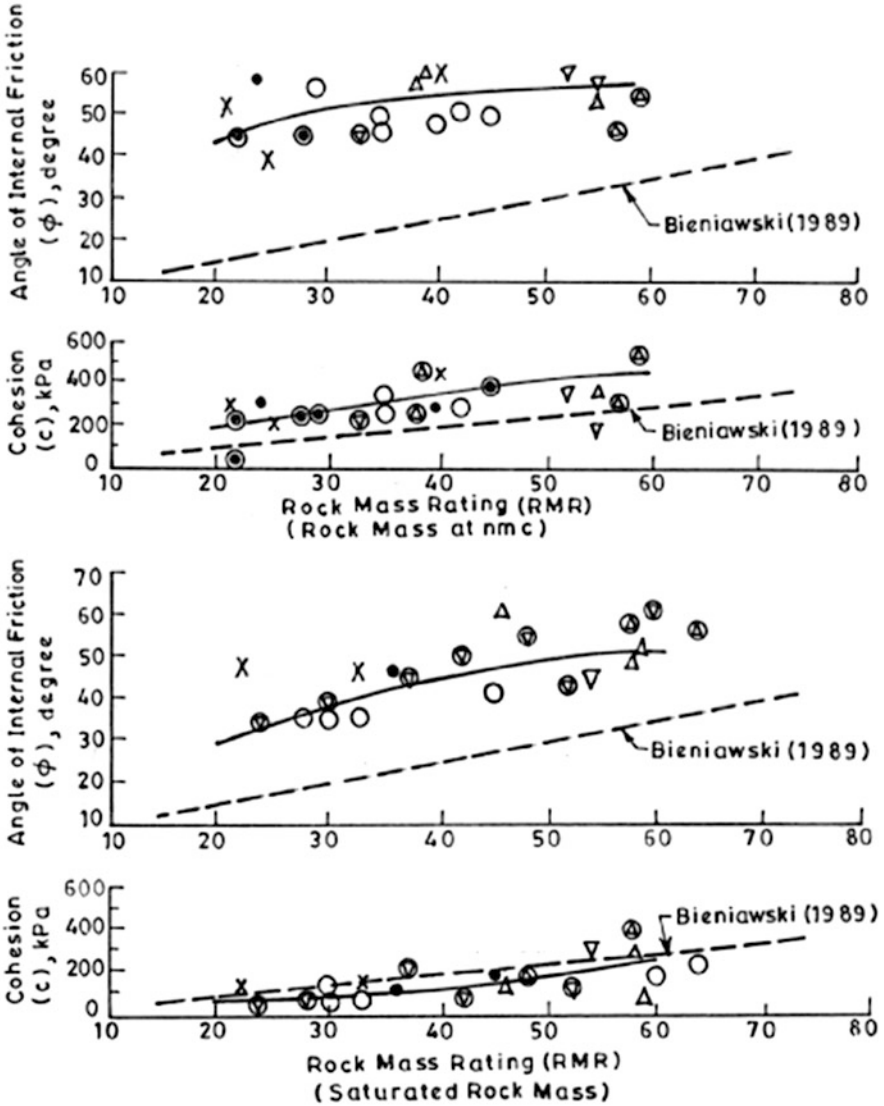 Angle of Internal Friction
(ϕ), degree
60
50
40
30
20
10
Bieniawski (1989)
10 20 30 40 50 60 70 80
Cohesion
(c), kPa
600
400
200
0
Bieniawski (1989)
20 30 40 50 60 70 80
Rock Mass Rating (RMR)
(Rock Mass at nmc)
Angle of Internal Friction
(ϕ), degree
70
60
50
40
30
20
10
Bieniawski (1989)
10 20 30 40 50 60 70 80
Cohesion
(c), kPa
600
400
200
0
Bieniawski (1989)
10 20 30 40 50 60 70 80
Rock Mass Rating (RMR)
(Saturated Rock Mass)